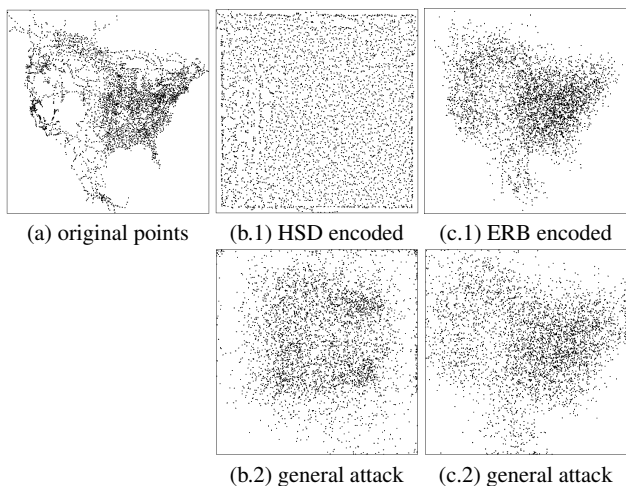 (a) original points
(b.1) HSD encoded
(c.1) ERB encoded
(b.2) general attack
(c.2) general attack